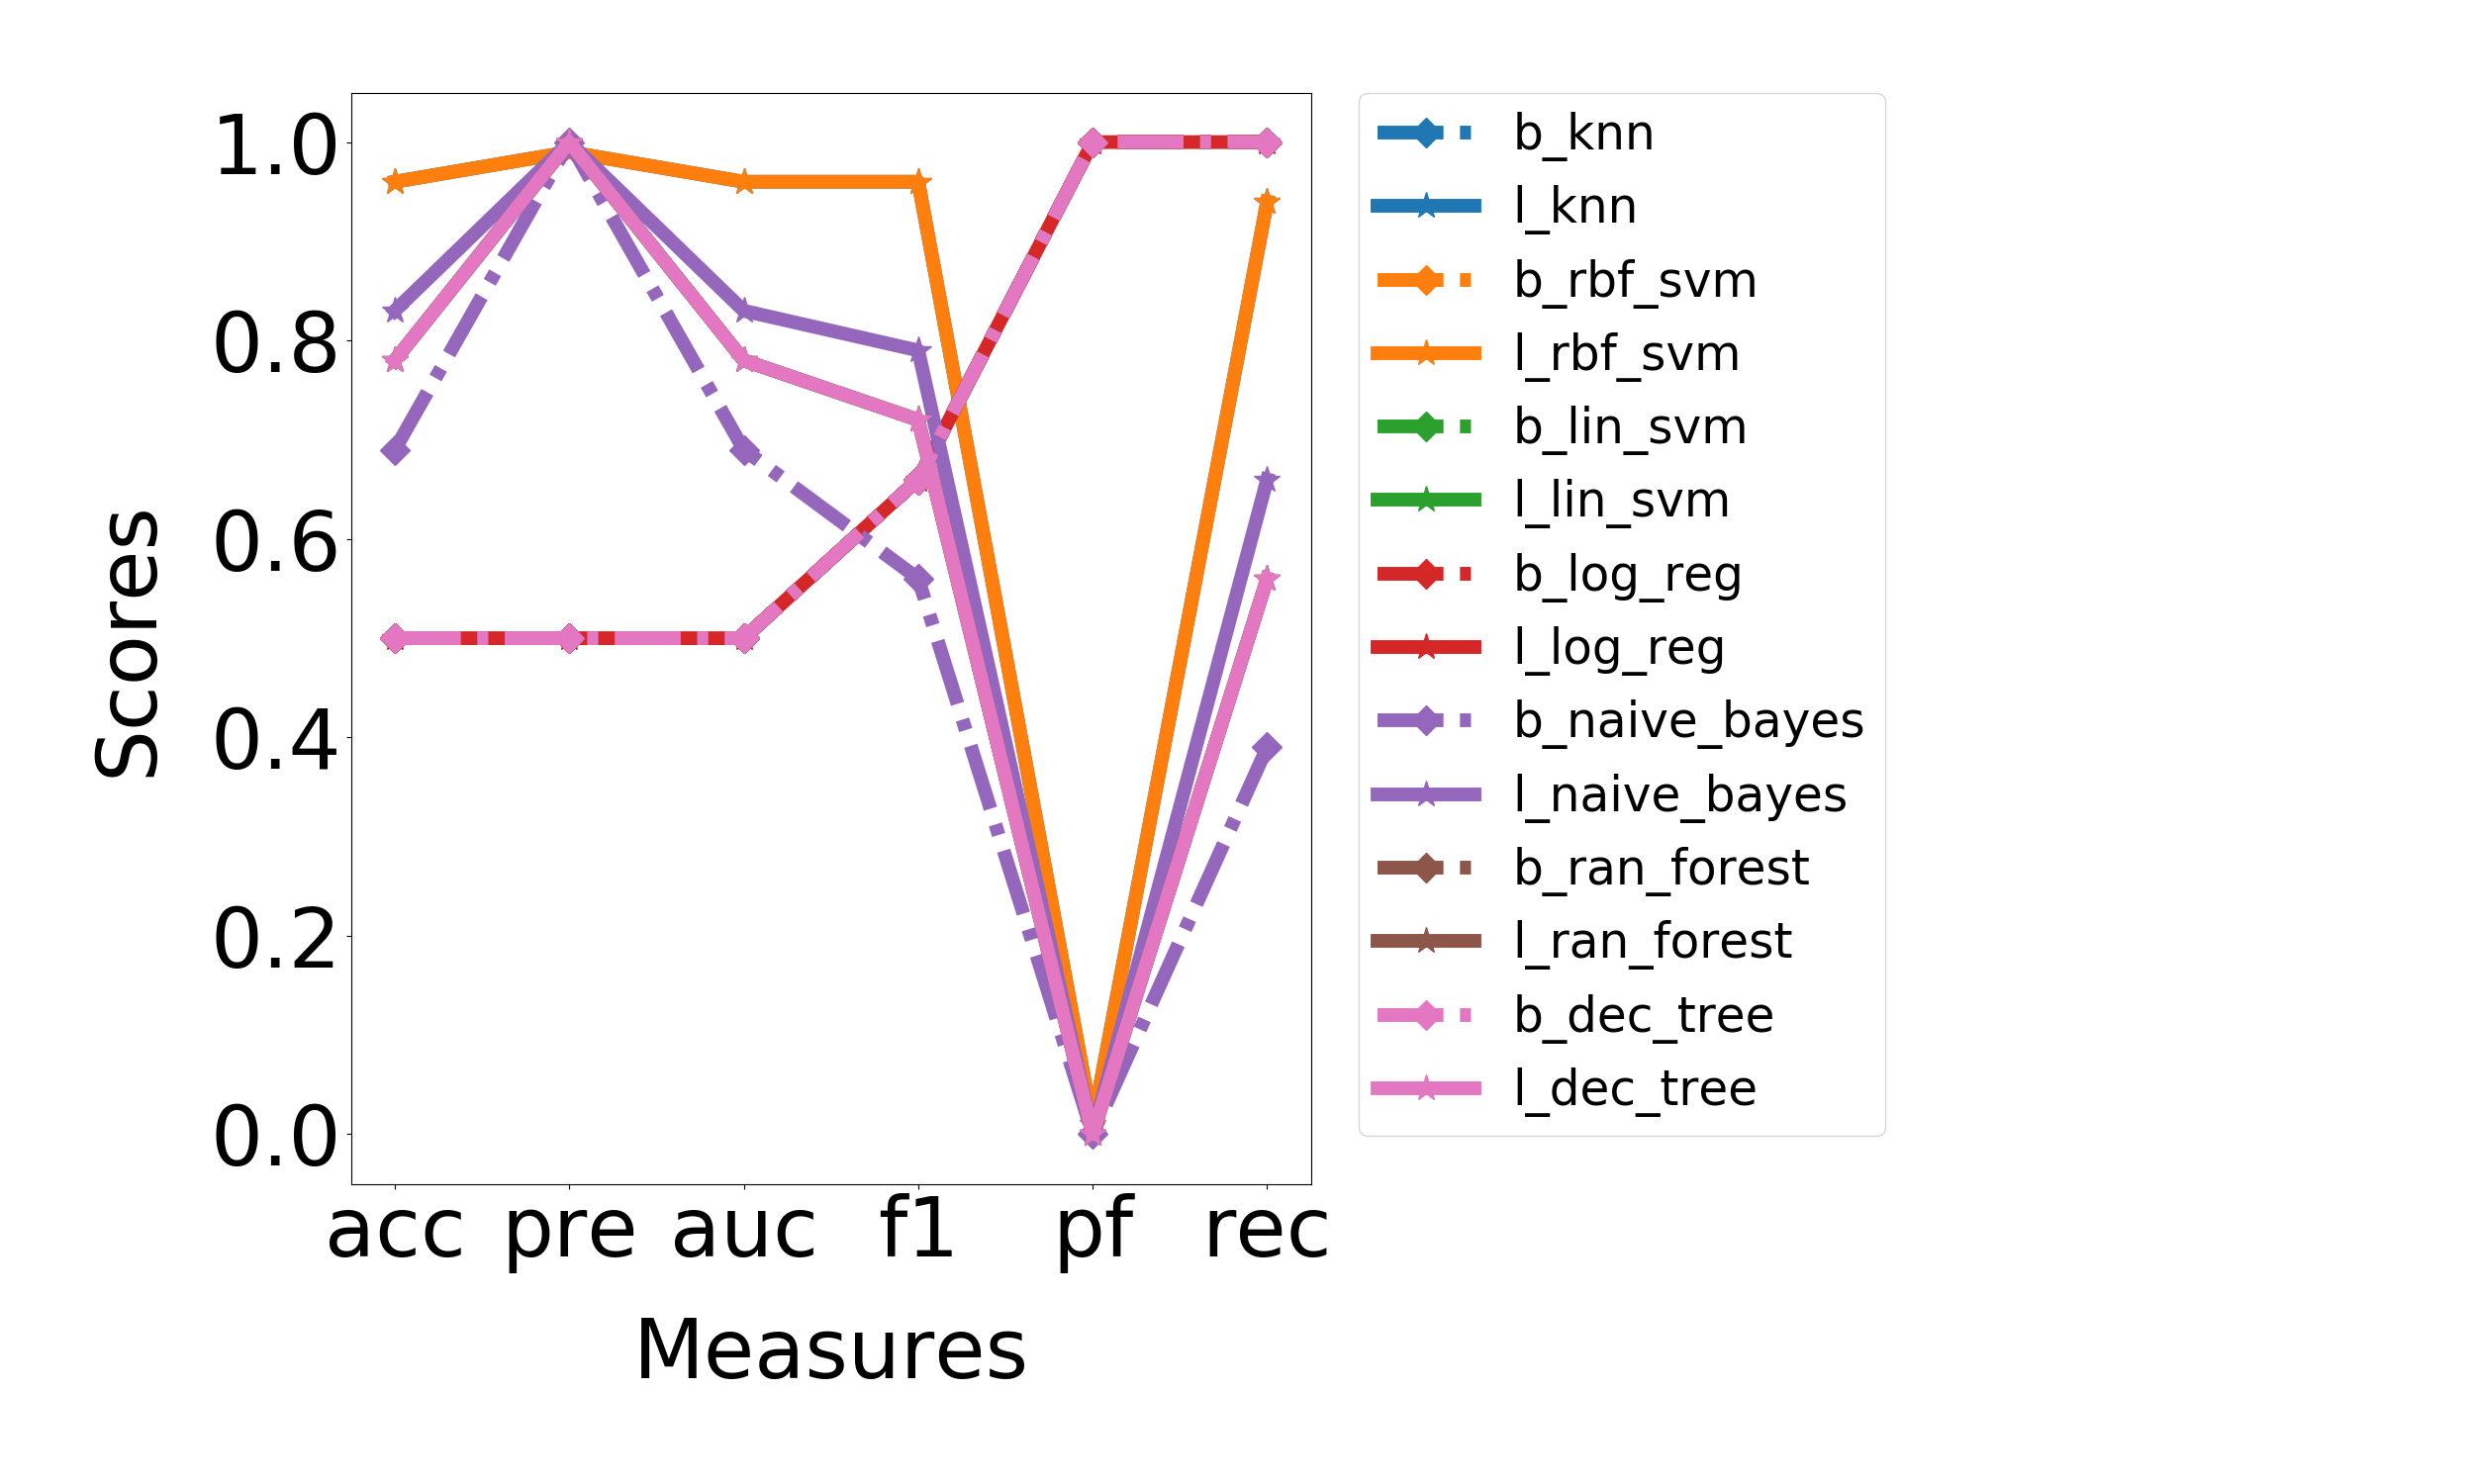 1.0
0.8
0.6
0.4
0.2
0.0
Scores
acc pre auc f1 pf rec
Measures
b_knn
l_knn
b_rbf_svm
l_rbf_svm
b_lin_svm
l_lin_svm
b_log_reg
l_log_reg
b_naive_bayes
l_naive_bayes
b_ran_forest
l_ran_forest
b_dec_tree
l_dec_tree